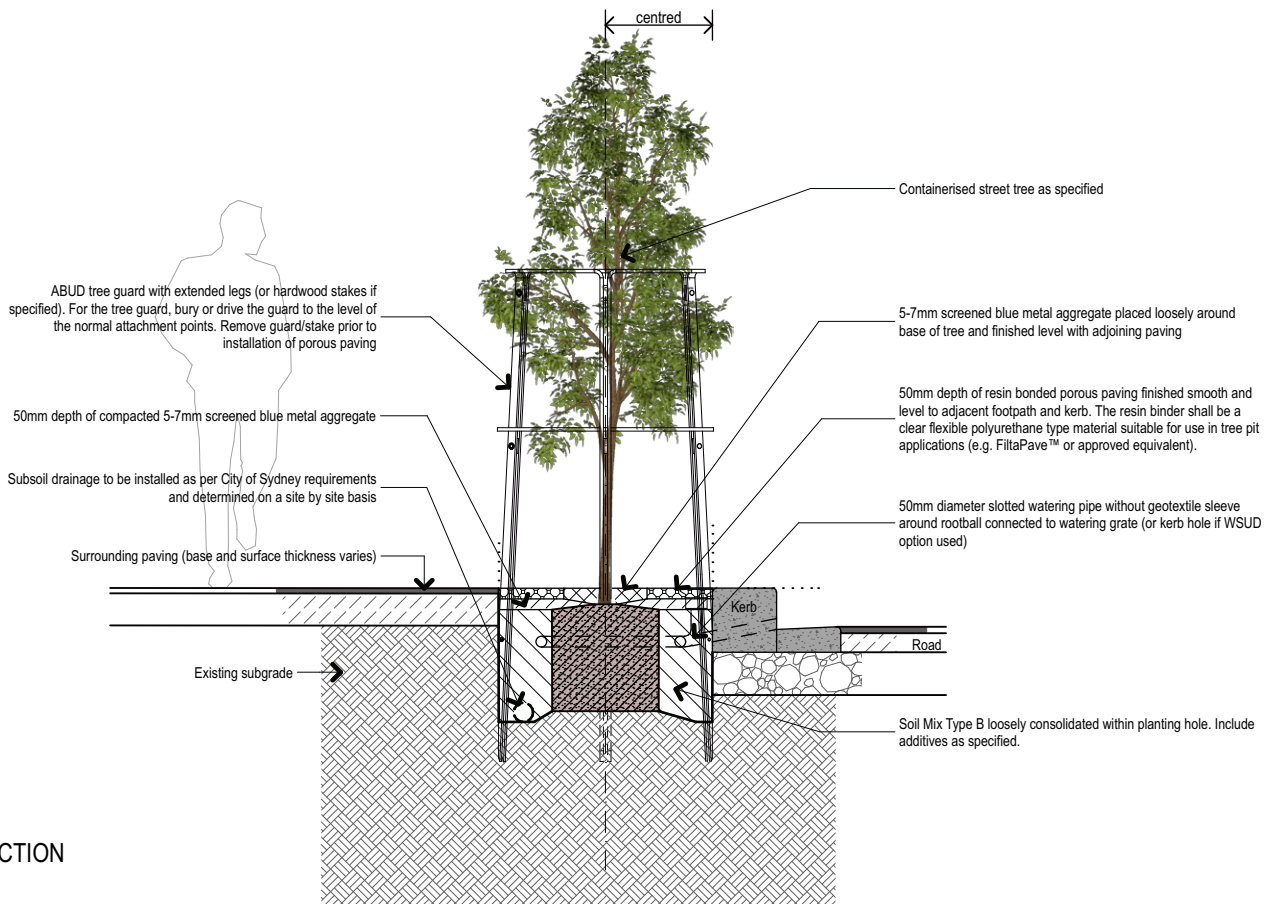 centred
Containerised street tree as specified
ABUD tree guard with extended legs (or hardwood stakes if
specified). For the tree guard, bury or drive the guard to the level of
the normal attachment points. Remove guard/stake prior to
installation of porous paving
5-7mm screened blue metal aggregate placed loosely around
base of tree and finished level with adjoining paving
50mm depth of resin bonded porous paving finished smooth and
level to adjacent footpath and kerb. The resin binder shall be a
clear flexible polyurethane type material suitable for use in tree pit
applications (e.g. FiltaPave™ or approved equivalent).
50mm depth of compacted 5-7mm screened blue metal aggregate
Subsoil drainage to be installed as per City of Sydney requirements
and determined on a site by site basis
50mm diameter slotted watering pipe without geotextile sleeve
around rootball connected to watering grate (or kerb hole if WSUD
option used)
Surrounding paving (base and surface thickness varies)
Kerb
Road
Existing subgrade
Soil Mix Type B loosely consolidated within planting hole. Include
additives as specified.
CTION